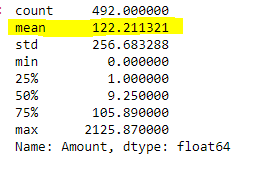 count 492.000000
mean 122.211321
std 256.683288
min 0.000000
25% 1.000000
50% 9.250000
75% 105.890000
max 2125.870000
Name: Amount, dtype: float64